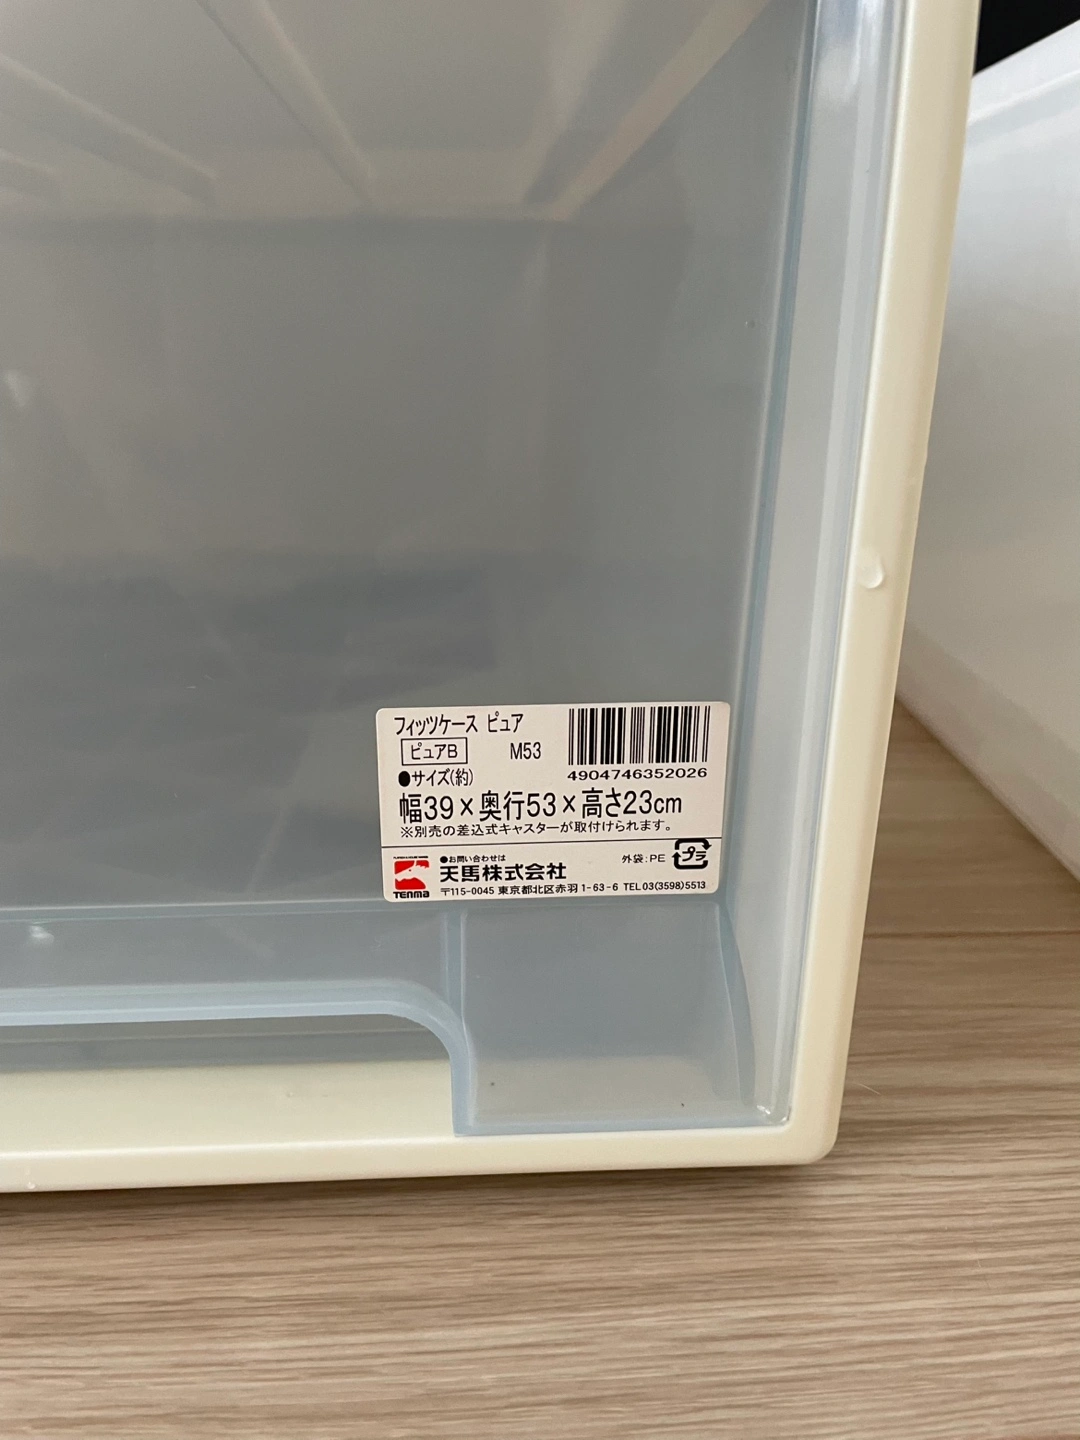 フィッツケース ピュア
ピュアB M53
4904746352026
●サイズ(約)
幅39×奥行53×高さ23cm
※別売の差込式キャスターが取付けられます。
●お問い合わせは
天馬株式会社
外装:PE プラ
TENMA
〒115-0045 東京都北区赤羽1-63-6 TEL03(3598)5513